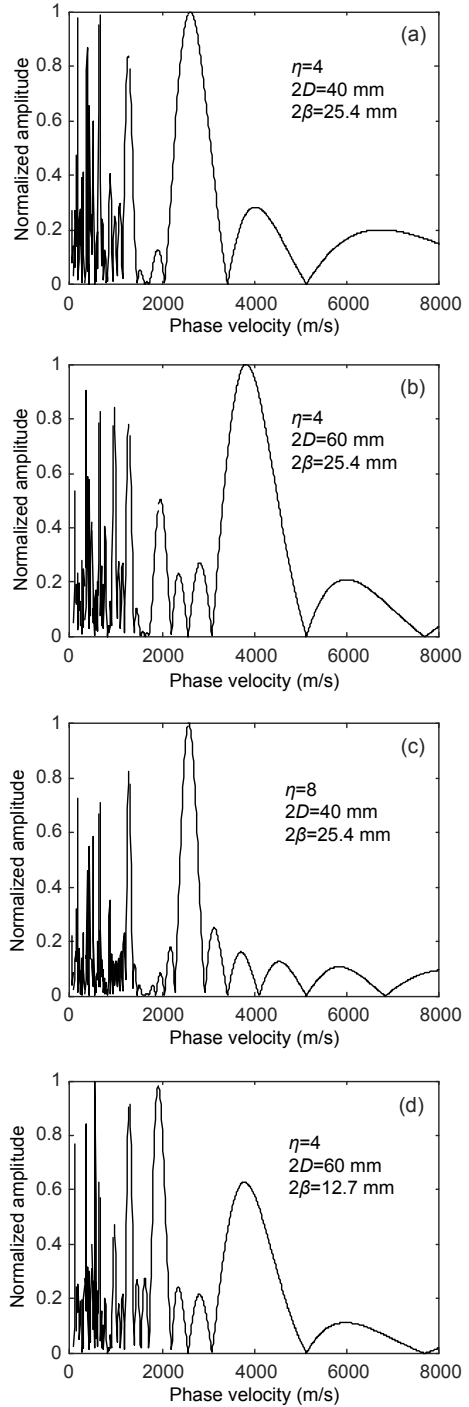 (a)
η=4
2D=40 mm
2β=25.4 mm
Normalized amplitude
1
0.8
0.6
0.4
0.2
0
0 2000 4000 6000 8000
Phase velocity (m/s)
(b)
η=4
2D=60 mm
2β=25.4 mm
Normalized amplitude
1
0.8
0.6
0.4
0.2
0
0 2000 4000 6000 8000
Phase velocity (m/s)
(c)
η=8
2D=40 mm
2β=25.4 mm
Normalized amplitude
1
0.8
0.6
0.4
0.2
0
0 2000 4000 6000 8000
Phase velocity (m/s)
(d)
η=4
2D=60 mm
2β=12.7 mm
Normalized amplitude
1
0.8
0.6
0.4
0.2
0
0 2000 4000 6000 8000
Phase velocity (m/s)